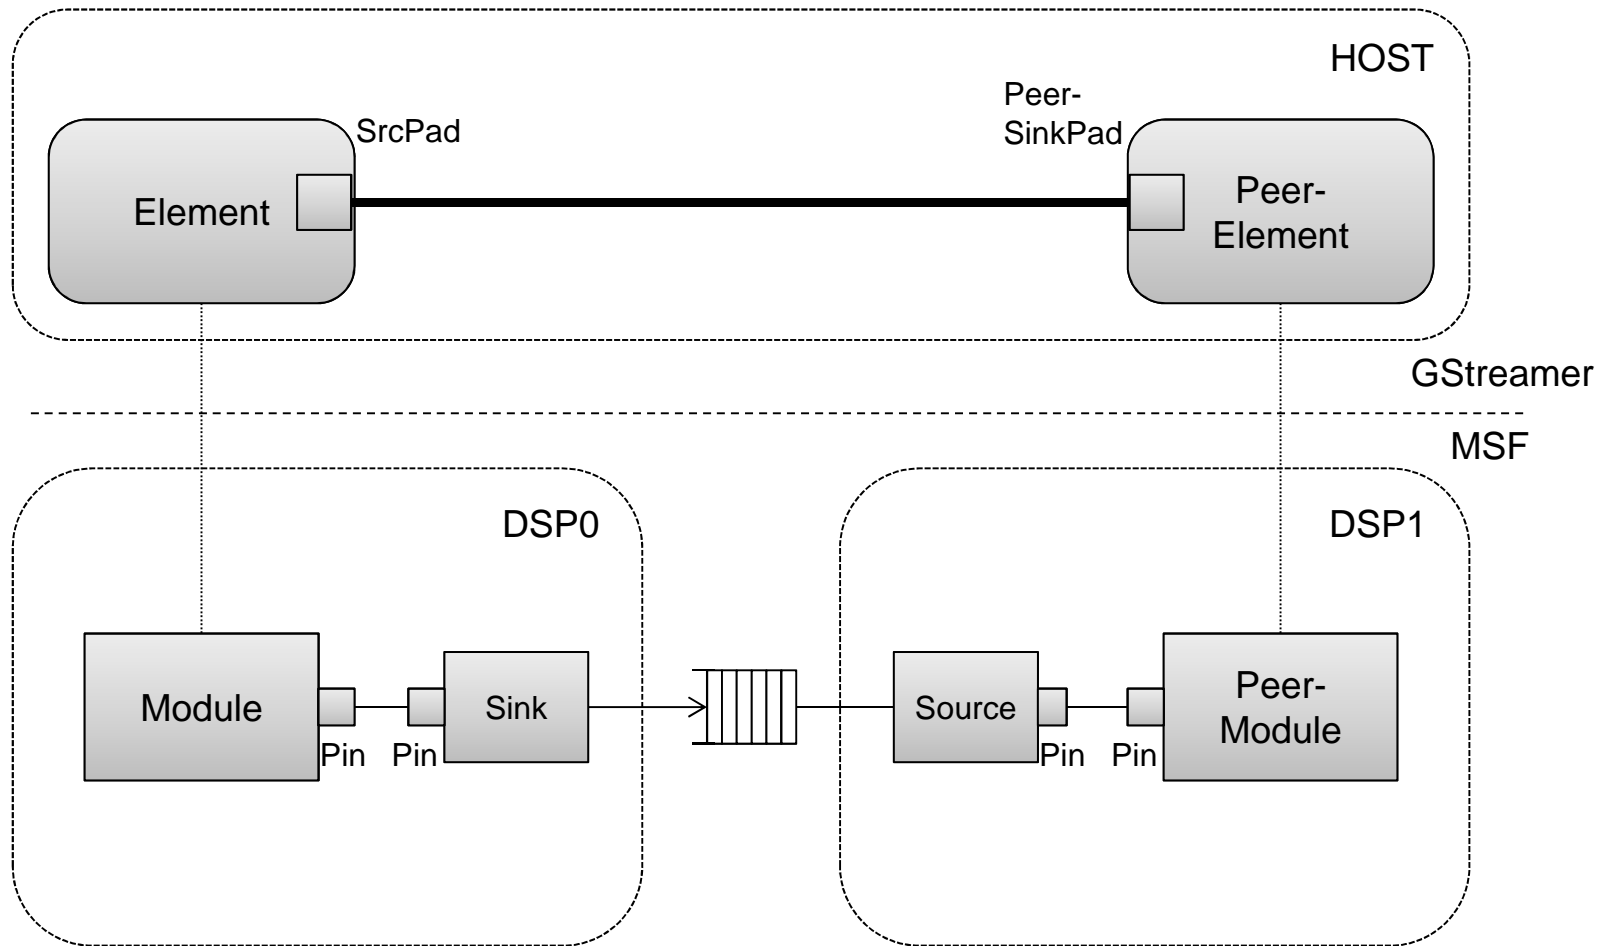 HOST
Peer-
SinkPad
SrcPad
Element
Peer-
Element
GStreamer
MSF
DSP0
DSP1
Module
Pin
Pin
Sink
Source
Pin
Pin
Peer-
Module